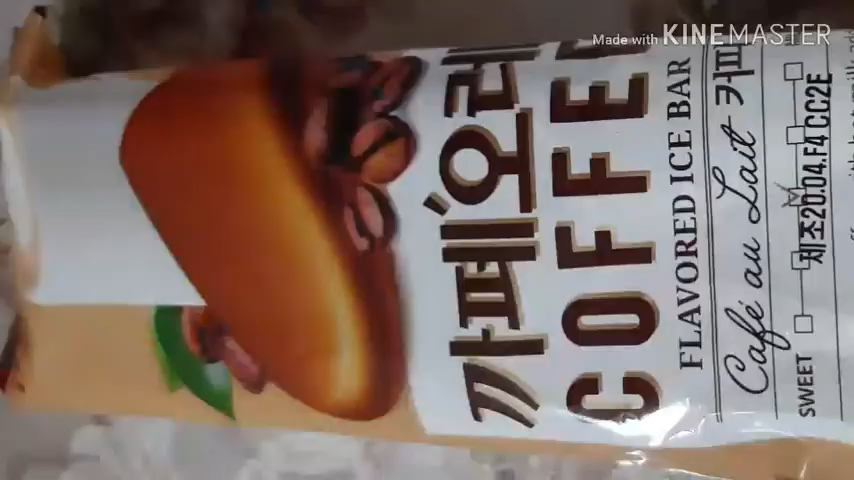 Made with KINEMASTER
까페오레
COFFEE
FLAVORED ICE BAR
Café au Lait 커피
SWEET
제조20.04.F4 CC2E